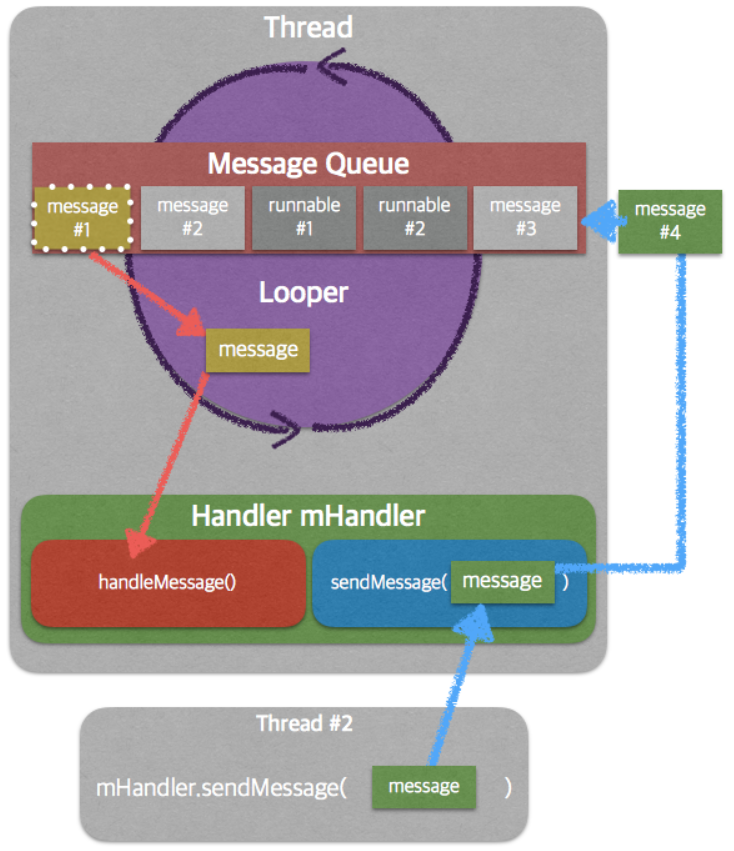 Thread
Message Queue
message
#1
message
#2
runnable
#1
runnable
#2
message
#3
message
#4
Looper
message
Handler mHandler
handleMessage()
sendMessage( message )
Thread #2
mHandler.sendMessage( message )